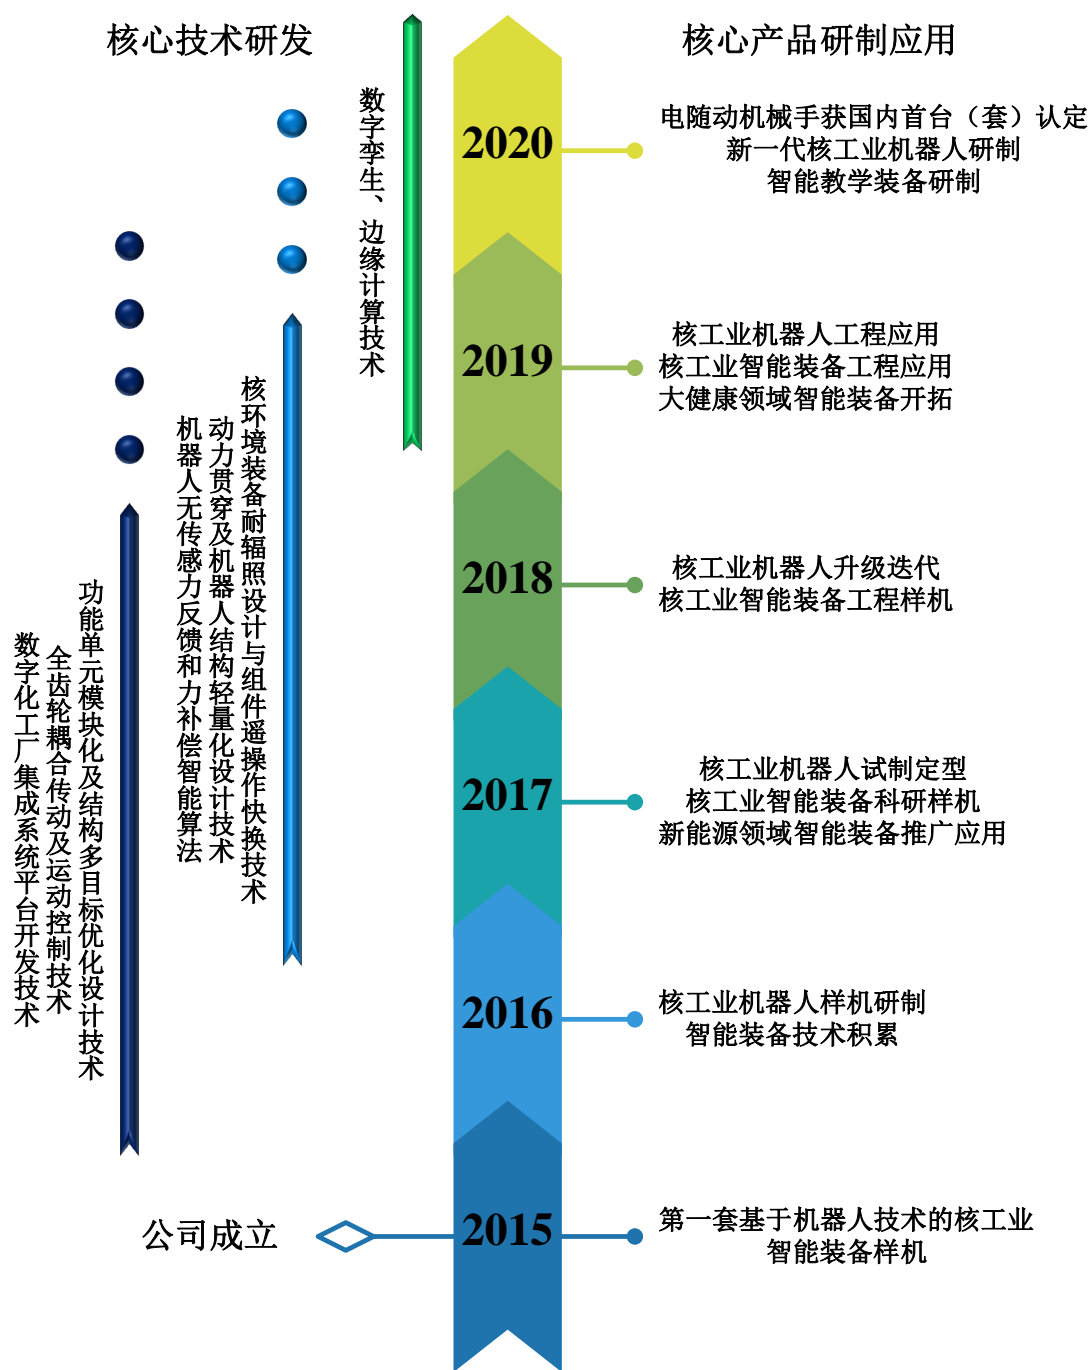 核心技术研发
核心产品研制应用
数字孪生、边缘计算技术
核环境装备耐辐照设计与组件遥操作快换技术
动力贯穿及机器人结构轻量化设计技术
机器人无传感力反馈和力补偿智能算法
功能单元模块化及结构多目标优化设计技术
全齿轮耦合传动及运动控制技术
数字化工厂集成系统平台开发技术
2020
电随动机械手获国内首台（套）认定
新一代核工业机器人研制
智能教学装备研制
2019
核工业机器人工程应用
核工业智能装备工程应用
大健康领域智能装备开拓
2018
核工业机器人升级迭代
核工业智能装备工程样机
2017
核工业机器人试制定型
核工业智能装备科研样机
新能源领域智能装备推广应用
2016
核工业机器人样机研制
智能装备技术积累
公司成立
2015
第一套基于机器人技术的核工业
智能装备样机